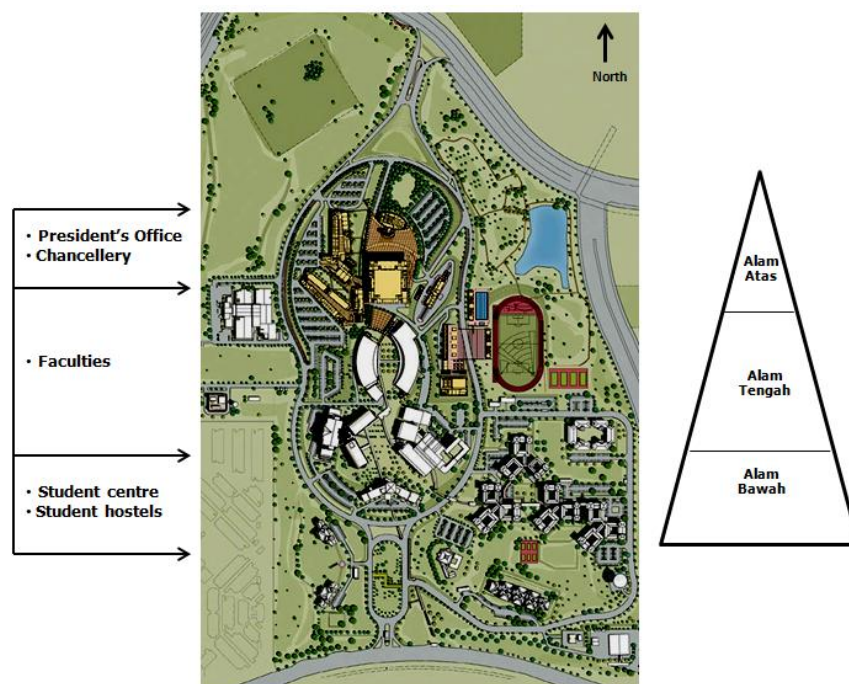 North
• President's Office
• Chancellery
• Faculties
• Student centre
• Student hostels
Alam
Atas
Alam
Tengah
Alam
Bawah